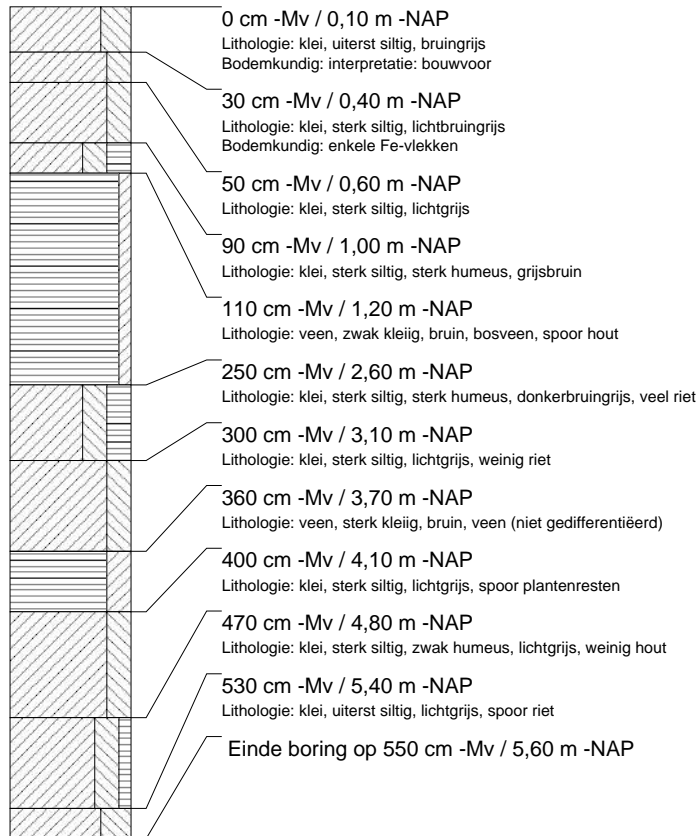 0 cm -Mv / 0,10 m -NAP
Lithologie: klei, uiterst siltig, bruingrijs
Bodemkundig: interpretatie: bouwvoor
30 cm -Mv / 0,40 m -NAP
Lithologie: klei, sterk siltig, lichtbruingrijs
Bodemkundig: enkele Fe-vlekken
50 cm -Mv / 0,60 m -NAP
Lithologie: klei, sterk siltig, lichtgrijs
90 cm -Mv / 1,00 m -NAP
Lithologie: klei, sterk siltig, sterk humeus, grijsbruin
110 cm -Mv / 1,20 m -NAP
Lithologie: veen, zwak kleiig, bruin, bosveen, spoor hout
250 cm -Mv / 2,60 m -NAP
Lithologie: klei, sterk siltig, sterk humeus, donkerbruingrijs, veel riet
300 cm -Mv / 3,10 m -NAP
Lithologie: klei, sterk siltig, lichtgrijs, weinig riet
360 cm -Mv / 3,70 m -NAP
Lithologie: veen, sterk kleiig, bruin, veen (niet gedifferentiëerd)
400 cm -Mv / 4,10 m -NAP
Lithologie: klei, sterk siltig, lichtgrijs, spoor plantenresten
470 cm -Mv / 4,80 m -NAP
Lithologie: klei, sterk siltig, zwak humeus, lichtgrijs, weinig hout
530 cm -Mv / 5,40 m -NAP
Lithologie: klei, uiterst siltig, lichtgrijs, spoor riet
Einde boring op 550 cm -Mv / 5,60 m -NAP